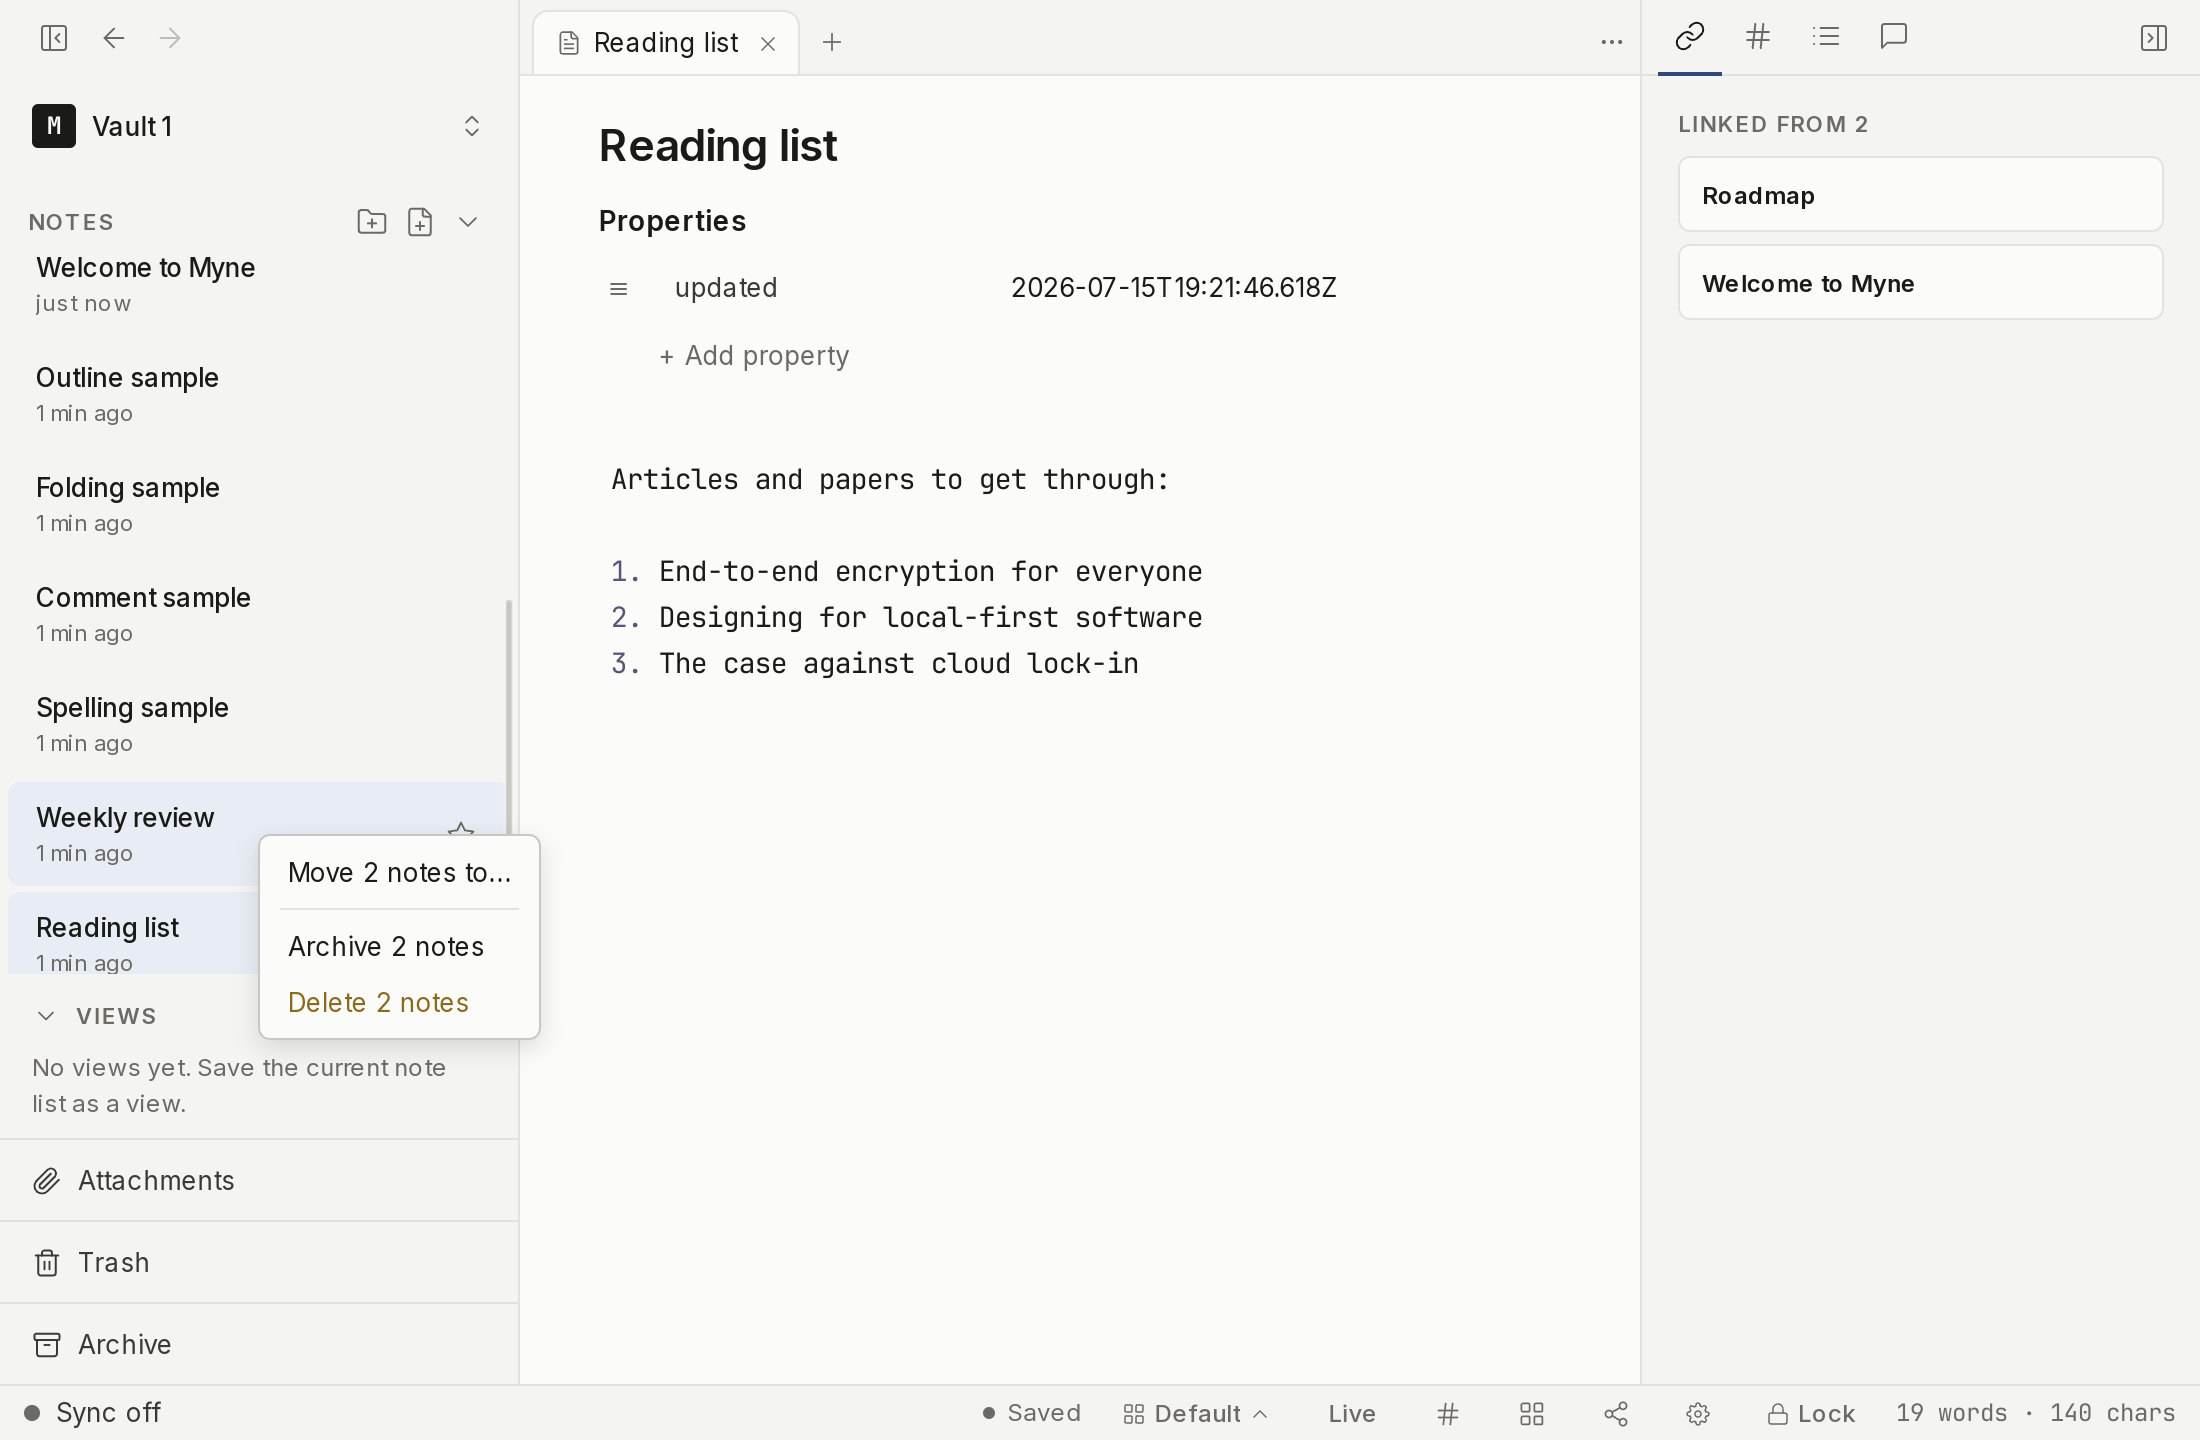 M Vault 1
NOTES
Welcome to Myne
just now
Outline sample
1 min ago
Folding sample
1 min ago
Comment sample
1 min ago
Spelling sample
1 min ago
Weekly review
1 min ago
Reading list
1 min ago
Move 2 notes to...
Archive 2 notes
Delete 2 notes
VIEWS
No views yet. Save the current note
list as a view.
Attachments
Trash
Archive
Reading list
Reading list
Properties
updated 2026-07-15T19:21:46.618Z
+ Add property
Articles and papers to get through:
1. End-to-end encryption for everyone
2. Designing for local-first software
3. The case against cloud lock-in
LINKED FROM 2
Roadmap
Welcome to Myne
Sync off Saved Default Live Lock 19 words · 140 chars